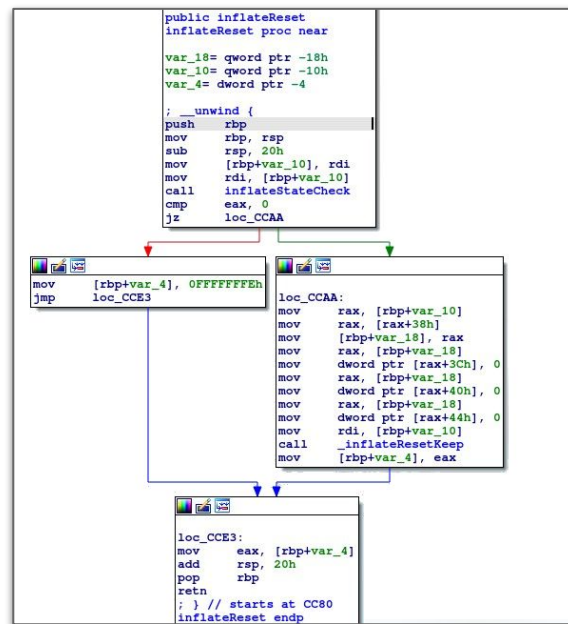 public inflateReset
inflateReset proc near
var_18= qword ptr -18h
var_10= qword ptr -10h
var_4= dword ptr -4
; __unwind {
push rbp
mov rbp, rsp
sub rsp, 20h
mov [rbp+var_10], rdi
mov rdi, [rbp+var_10]
call inflateStateCheck
cmp eax, 0
jz loc_CCAA
mov [rbp+var_4], 0FFFFFFFEh
jmp loc_CCE3
loc_CCAA:
mov rax, [rbp+var_10]
mov rax, [rax+38h]
mov [rbp+var_18], rax
mov rax, [rbp+var_18]
mov dword ptr [rax+3Ch], 0
mov rax, [rbp+var_18]
mov dword ptr [rax+40h], 0
mov rax, [rbp+var_18]
mov dword ptr [rax+44h], 0
mov rdi, [rbp+var_10]
call _inflateResetKeep
mov [rbp+var_4], eax
loc_CCE3:
mov eax, [rbp+var_4]
add rsp, 20h
pop rbp
retn
; } // starts at CC80
inflateReset endp